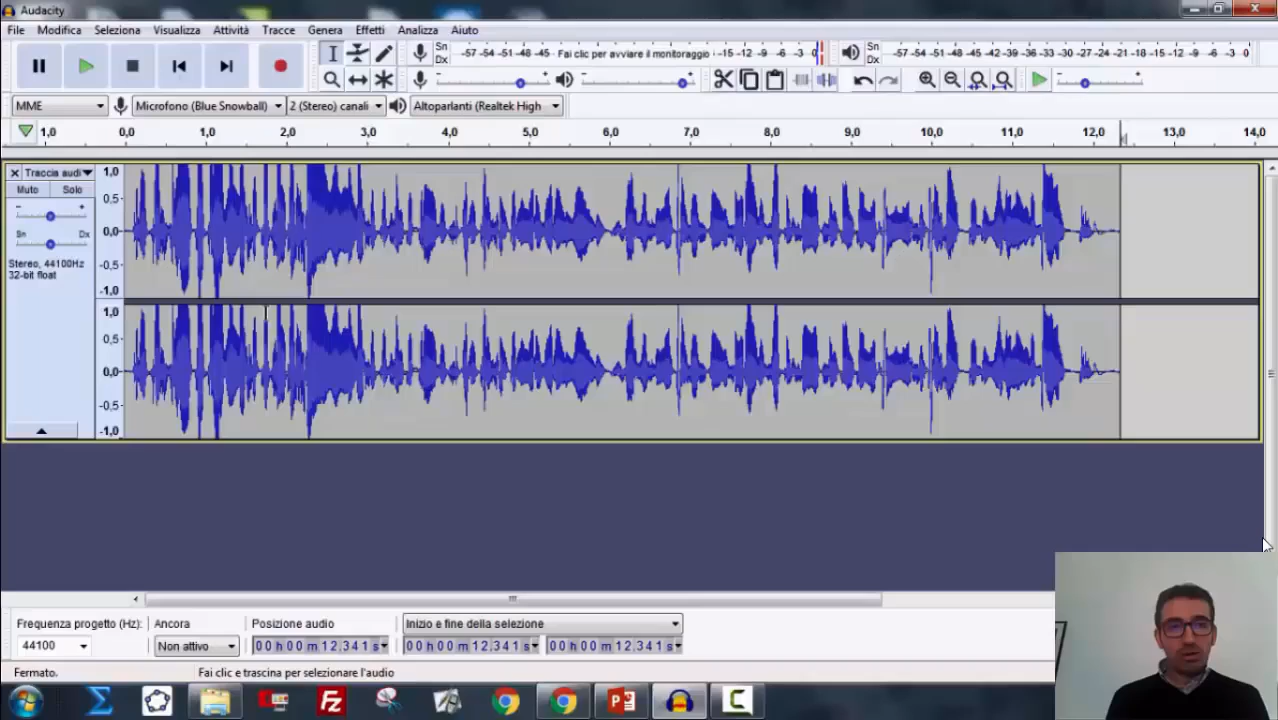 Audacity
File Modifica Seleziona Visualizza Attività Tracce Genera Effetti Analizza Aiuto
Sn
Dx
-57 -54 -51 -48 -45 Fai clic per avviare il monitoraggio -15 -12 -9 -6 -3 0
Sn
Dx
-57 -54 -51 -48 -45 -42 -39 -36 -33 -30 -27 -24 -21 -18 -15 -12 -9 -6 -3 0
- +
- +
- +
MME Microfono (Blue Snowball) 2 (Stereo) canali Altoparlanti (Realtek High
1,0 0,0 1,0 2,0 3,0 4,0 5,0 6,0 7,0 8,0 9,0 10,0 11,0 12,0 13,0 14,0
Traccia audi
Muto Solo
- +
Sn Dx
Stereo, 44100Hz
32-bit float
1,0
0,5
0,0
-0,5
-1,0
1,0
0,5
0,0
-0,5
-1,0
Frequenza progetto (Hz): Ancora Posizione audio Inizio e fine della selezione
44100 Non attivo 00 h 00 m 12,341 s 00 h 00 m 12,341 s 00 h 00 m 12,341 s
Fermato. Fai clic e trascina per selezionare l'audio